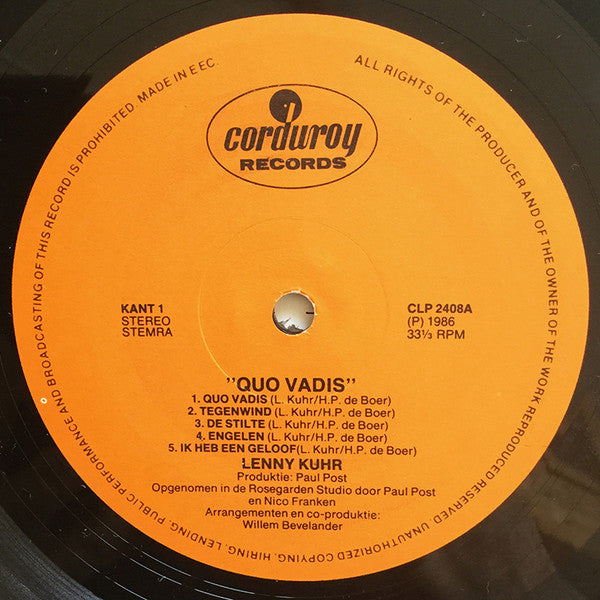 ALL RIGHTS OF THE PRODUCER AND OF THE OWNER OF THE WORK REPRODUCED RESERVED. UNAUTHORIZED COPYING, HIRING, LENDING, PUBLIC PERFORMANCE AND BROADCASTING OF THIS RECORD IS PROHIBITED. MADE IN EEC.
corduroy
RECORDS
KANT 1
STEREO
STEMRA
CLP 2408A
(P) 1986
33⅓ RPM
"QUO VADIS"
1. QUO VADIS (L. Kuhr/H.P. de Boer)
2. TEGENWIND (L. Kuhr/H.P. de Boer)
3. DE STILTE (L. Kuhr/H.P. de Boer)
4. ENGELEN (L. Kuhr/H.P. de Boer)
5. IK HEB EEN GELOOF (L. Kuhr/H.P. de Boer)
LENNY KUHR
Produktie: Paul Post
Opgenomen in de Rosegarden Studio door Paul Post
en Nico Franken
Arrangementen en co-produktie:
Willem Bevelander